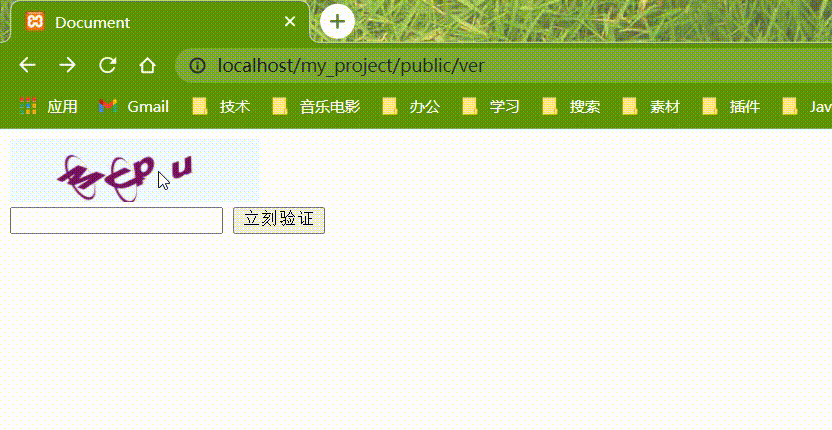 Document
localhost/my_project/public/ver
应用 Gmail 技术 音乐电影 办公 学习 搜索 素材 插件 Jav
立刻验证